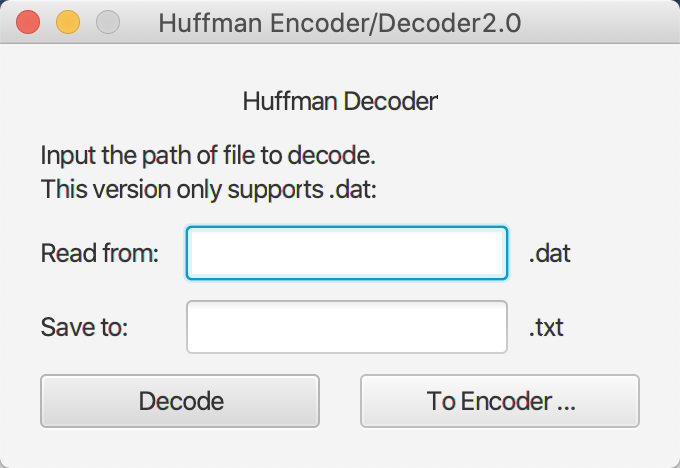 Huffman Encoder/Decoder2.0
Huffman Decoder
Input the path of file to decode.
This version only supports .dat:
Read from: .dat
Save to: .txt
Decode To Encoder ...